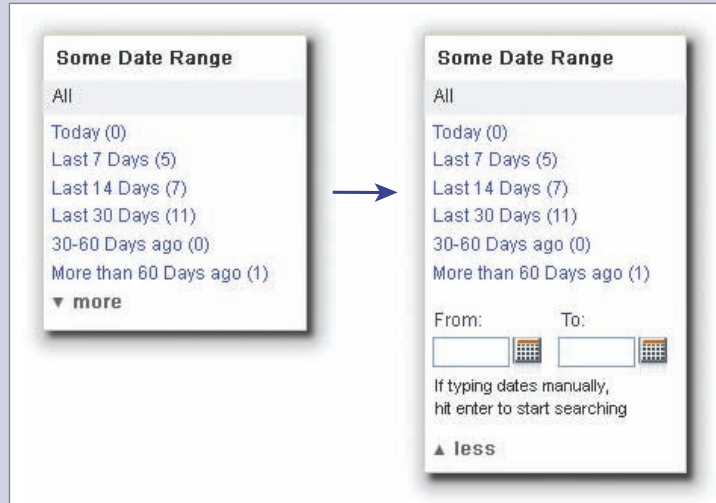 Some Date Range
All
Today (0)
Last 7 Days (5)
Last 14 Days (7)
Last 30 Days (11)
30-60 Days ago (0)
More than 60 Days ago (1)
▼ more
Some Date Range
All
Today (0)
Last 7 Days (5)
Last 14 Days (7)
Last 30 Days (11)
30-60 Days ago (0)
More than 60 Days ago (1)
From: To:
If typing dates manually,
hit enter to start searching
▲ less